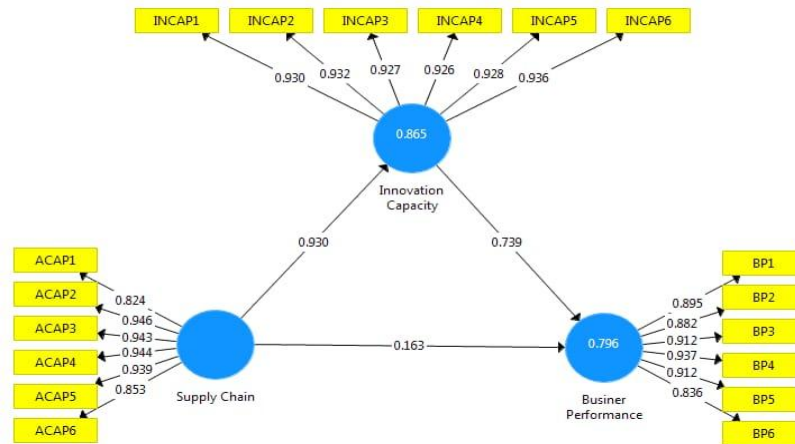 INCAP1 INCAP2 INCAP3 INCAP4 INCAP5 INCAP6
0.930 0.932 0.927 0.926 0.928 0.936
0.865
Innovation
Capacity
0.930
0.739
ACAP1
ACAP2
ACAP3
ACAP4
ACAP5
ACAP6
0.824
0.946
0.943
0.944
0.939
0.853
Supply Chain
0.163
0.796
Businer
Performance
0.895
0.882
0.912
0.937
0.912
0.836
BP1
BP2
BP3
BP4
BP5
BP6